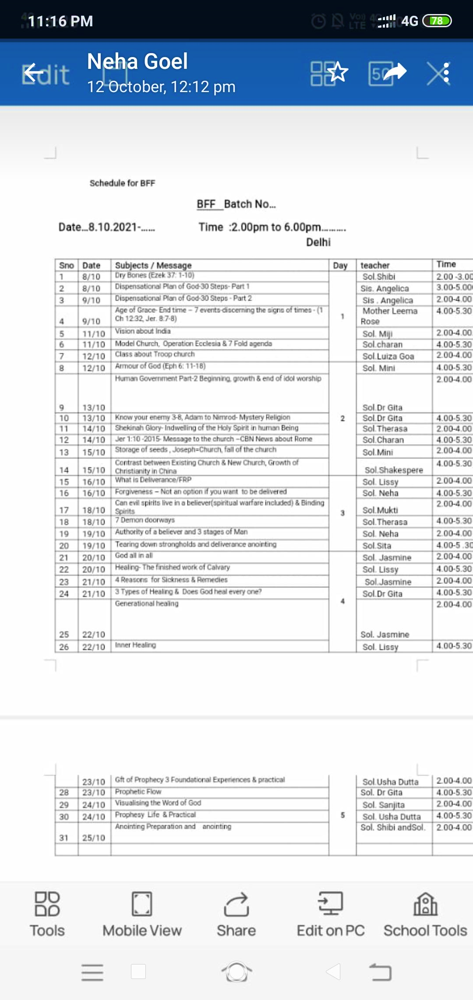 11:16 PM
4G 78
Edit
Neha Goel
12 October, 12:12 pm
50
Schedule for BFF
BFF Batch No...
Date...8.10.2021-...... Time :2.00pm to 6.00pm..........
Delhi
Sno Date Subjects / Message Day teacher Time
1 8/10 Dry Bones (Ezek 37: 1-10) Sol.Shibi 2.00 -3.00
2 8/10 Dispensational Plan of God-30 Steps- Part 1 Sis. Angelica 3.00-5.00
3 9/10 Dispensational Plan of God-30 Steps - Part 2 Sis . Angelica 2.00-4.00
Age of Grace- End time – 7 events-discerning the signs of times - (1 Mother Leema 4.00-5.30
4 9/10 Ch 12:32, Jer. 8:7-8) 1 Rose
5 11/10 Vision about India Sol. Miji 2.00-4.00
6 11/10 Model Church, Operation Ecclesia & 7 Fold agenda Sol.charan 4.00-5.30
7 12/10 Class about Troop church Sol.Luiza Goa 2.00-4.00
8 12/10 Armour of God (Eph 6: 11-18) Sol. Mini 4.00-5.30
Human Government Part-2 Beginning, growth & end of idol worship 2.00-4.00
9 13/10 Sol.Dr Gita
10 13/10 Know your enemy 3-8, Adam to Nimrod- Mystery Religion 2 Sol.Dr Gita 4.00-5.30
11 14/10 Shekinah Glory- Indwelling of the Holy Spirit in human Being Sol.Therasa 2.00-4.00
12 14/10 Jer 1:10 -2015- Message to the church –CBN News about Rome Sol.Charan 4.00-5.30
13 15/10 Storage of seeds , Joseph=Church, fall of the church Sol.Mini 2.00-4.00
Contrast between Existing Church & New Church, Growth of 4.00-5.30
14 15/10 Christianity in China Sol.Shakespere
15 16/10 What is Deliverance/FRP Sol. Lissy 2.00-4.00
16 16/10 Forgiveness – Not an option if you want to be delivered Sol. Neha 4.00-5.30
Can evil spirits live in a believer(spiritual warfare included) & Binding 2.00-4.00
17 18/10 Spirits 3 Sol.Mukti
18 18/10 7 Demon doorways Sol.Therasa 4.00-5.30
19 19/10 Authority of a believer and 3 stages of Man Sol. Neha 2.00-4.00
20 19/10 Tearing down strongholds and deliverance anointing Sol.Sita 4.00-5 .30
21 20/10 God all in all Sol. Jasmine 2.00-4.00
22 20/10 Healing- The finished work of Calvary Sol. Lissy 4.00-5.30
23 21/10 4 Reasons for Sickness & Remedies Sol.Jasmine 2.00-4.00
24 21/10 3 Types of Healing & Does God heal every one? Sol.Dr Gita 4.00-5.30
Generational healing 4 2.00-4.00
25 22/10 Sol. Jasmine
26 22/10 Inner Healing Sol. Lissy 4.00-5.30
23/10 Gft of Prophecy 3 Foundational Experiences & practical Sol.Usha Dutta 2.00-4.00
28 23/10 Prophetic Flow Sol. Dr Gita 4.00-5.30
29 24/10 Visualising the Word of God Sol. Sanjita 2.00-4.00
30 24/10 Prophesy Life & Practical 5 Sol. Usha Dutta 4.00-5.30
Anointing Preparation and anointing Sol. Shibi andSol. 2.00-4.00
31 25/10
Tools Mobile View Share Edit on PC School Tools